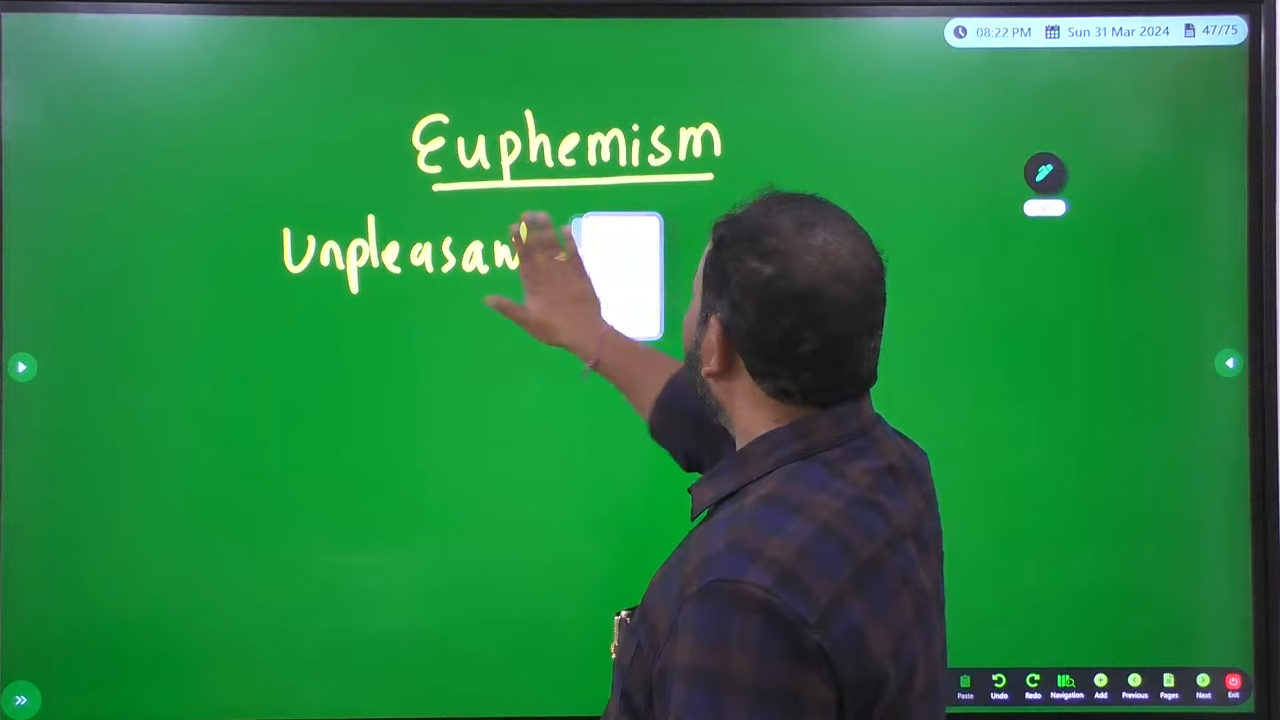 08:22 PM Sun 31 Mar 2024 47/75
Euphemism
Unpleasan
Paste Undo Redo Navigation Add Previous Pages Next Exit